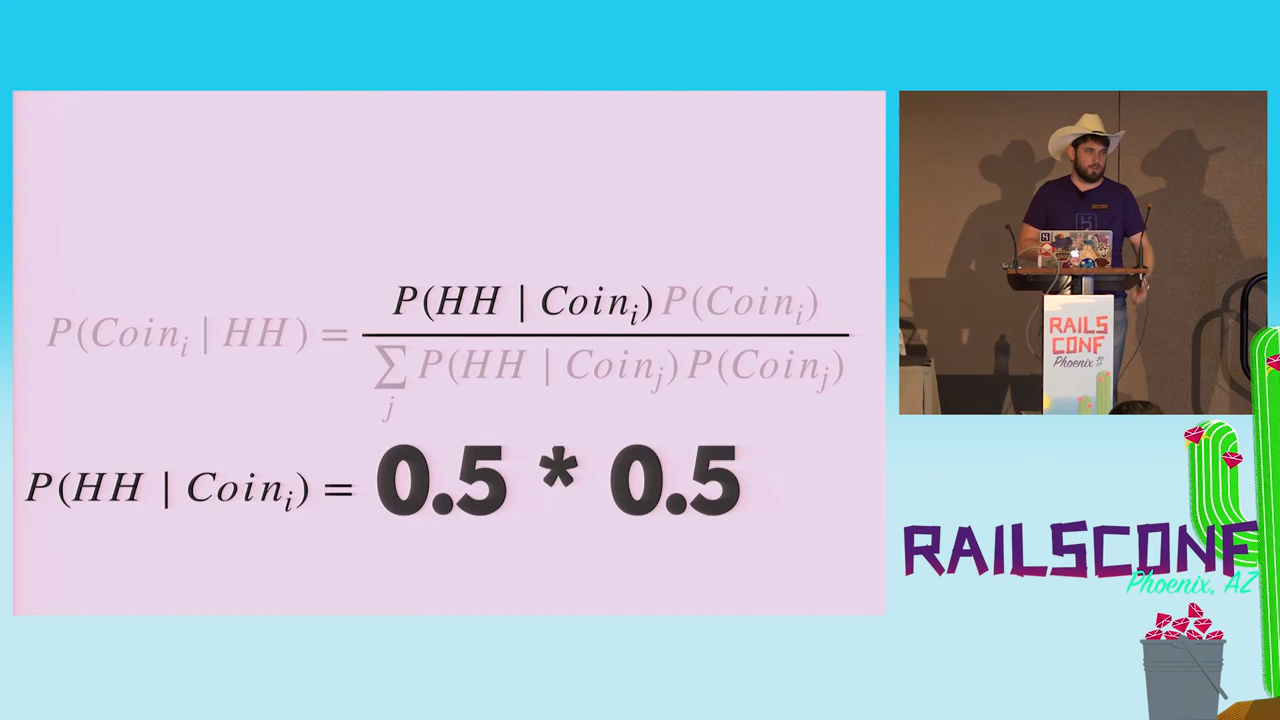 P(Coin_i | HH) = P(HH | Coin_i) P(Coin_i)
∑_j P(HH | Coin_j) P(Coin_j)
P(HH | Coin_i) = 0.5 * 0.5
RAILS
CONF
Phoenix 2017
RAILSCONF
Phoenix, AZ